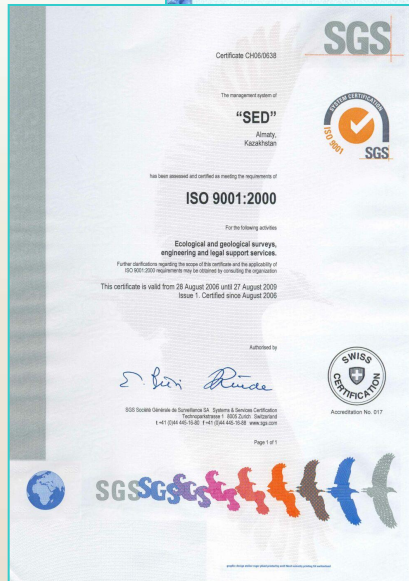 SGS
Certificate CH06/0638
The management system of
“SED”
Almaty,
Kazakhstan
SYSTEM CERTIFICATION
ISO 9001
SGS
has been assessed and certified as meeting the requirements of
ISO 9001:2000
For the following activities
Ecological and geological surveys,
engineering and legal support services.
Further clarifications regarding the scope of this certificate and the applicability of
ISO 9001:2000 requirements may be obtained by consulting the organization
This certificate is valid from 28 August 2006 until 27 August 2009
Issue 1. Certified since August 2006
Authorised by
SWISS
CERTIFICATION
Accreditation No. 017
SGS Société Générale de Surveillance SA Systems & Services Certification
Technoparkstrasse 1 8005 Zurich Switzerland
t +41 (0)44 445-16-80 f +41 (0)44 445-16-88 www.sgs.com
Page 1 of 1
SGSSGSSGSSGS